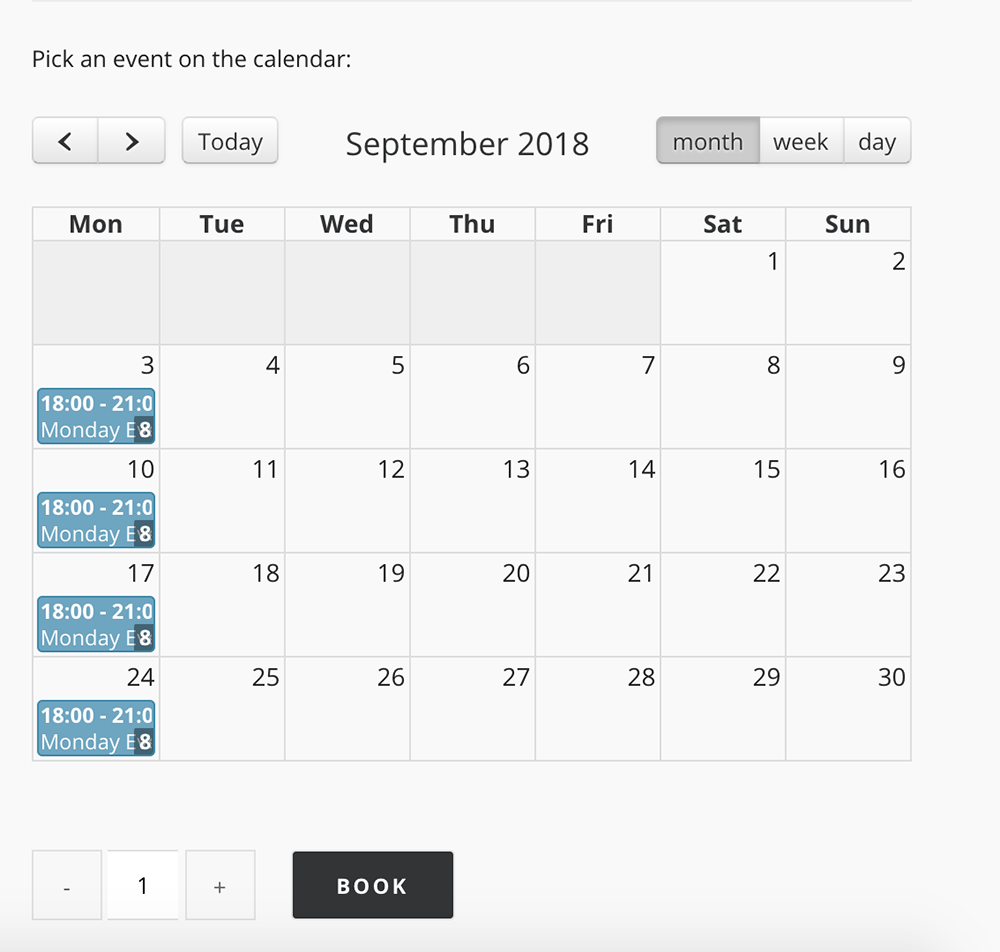 Pick an event on the calendar:
< > Today September 2018 month week day
Mon Tue Wed Thu Fri Sat Sun
1 2
3 4 5 6 7 8 9
18:00 - 21:0
Monday E 8
10 11 12 13 14 15 16
18:00 - 21:0
Monday E 8
17 18 19 20 21 22 23
18:00 - 21:0
Monday E 8
24 25 26 27 28 29 30
18:00 - 21:0
Monday E 8
- 1 + BOOK